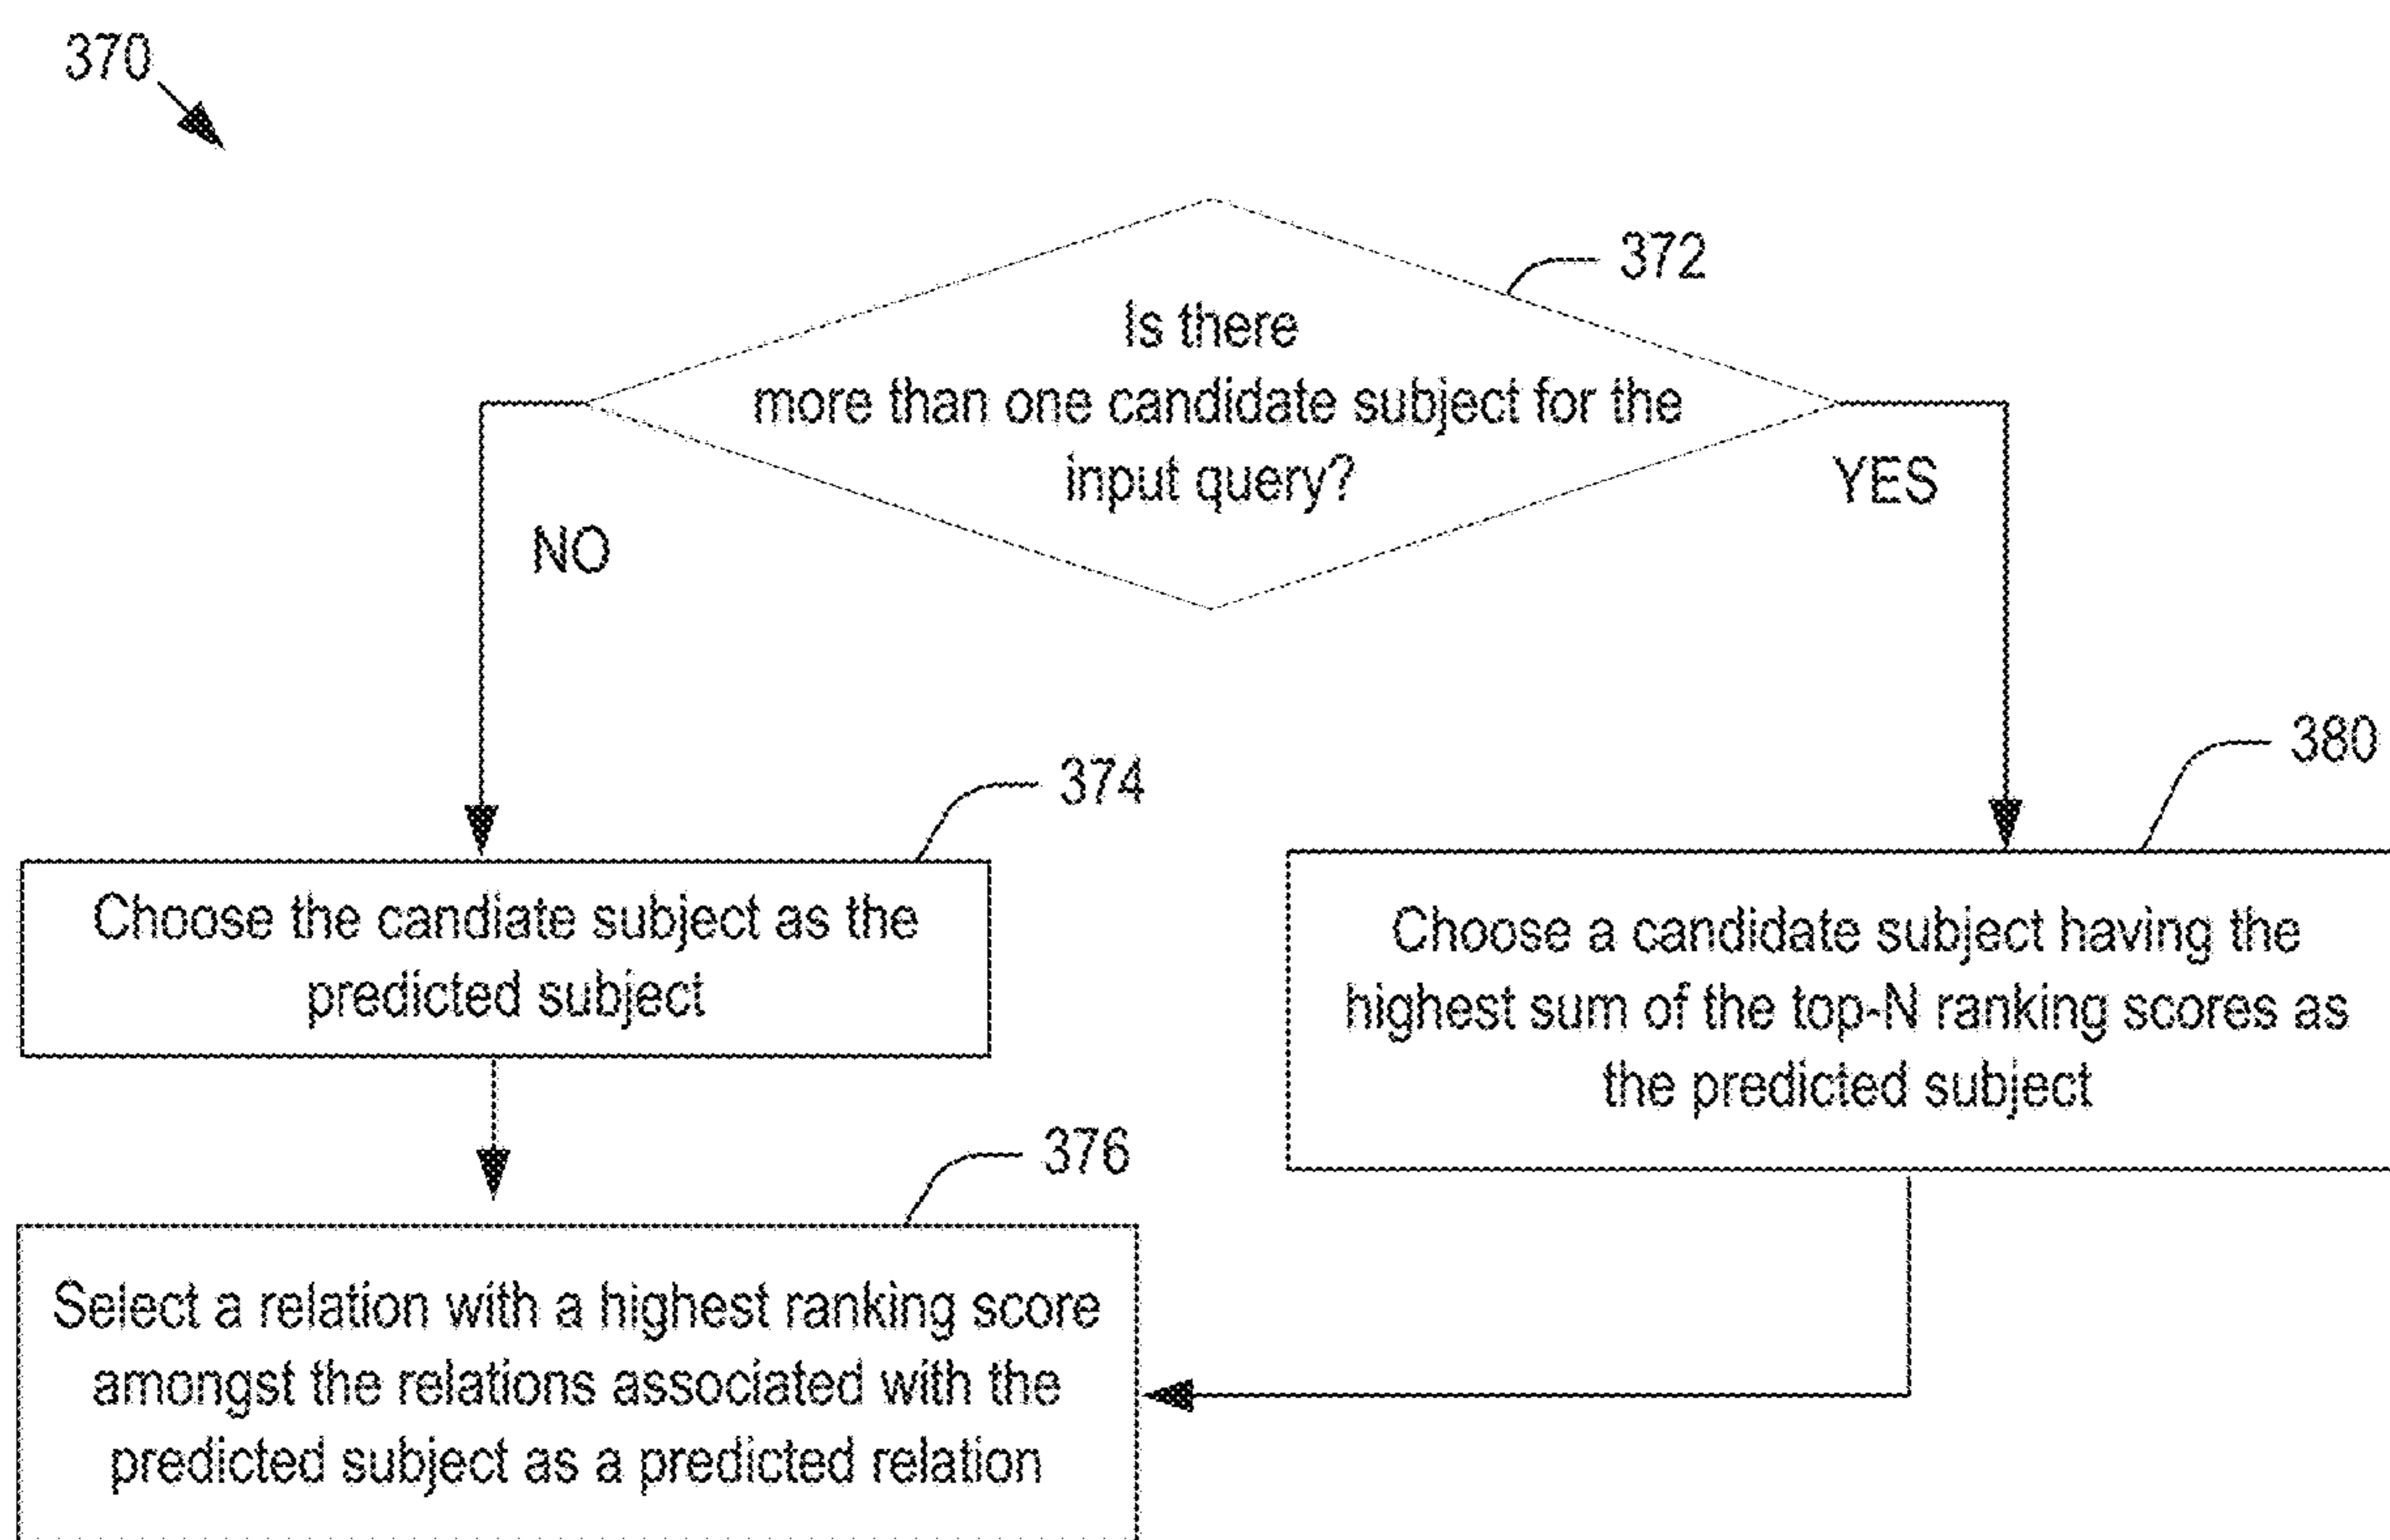 370
372
Is there
more than one candidate subject for the
input query?
NO
YES
374
380
Choose the candiate subject as the
predicted subject
Choose a candidate subject having the
highest sum of the top-N ranking scores as
the predicted subject
376
Select a relation with a highest ranking score
amongst the relations associated with the
predicted subject as a predicted relation